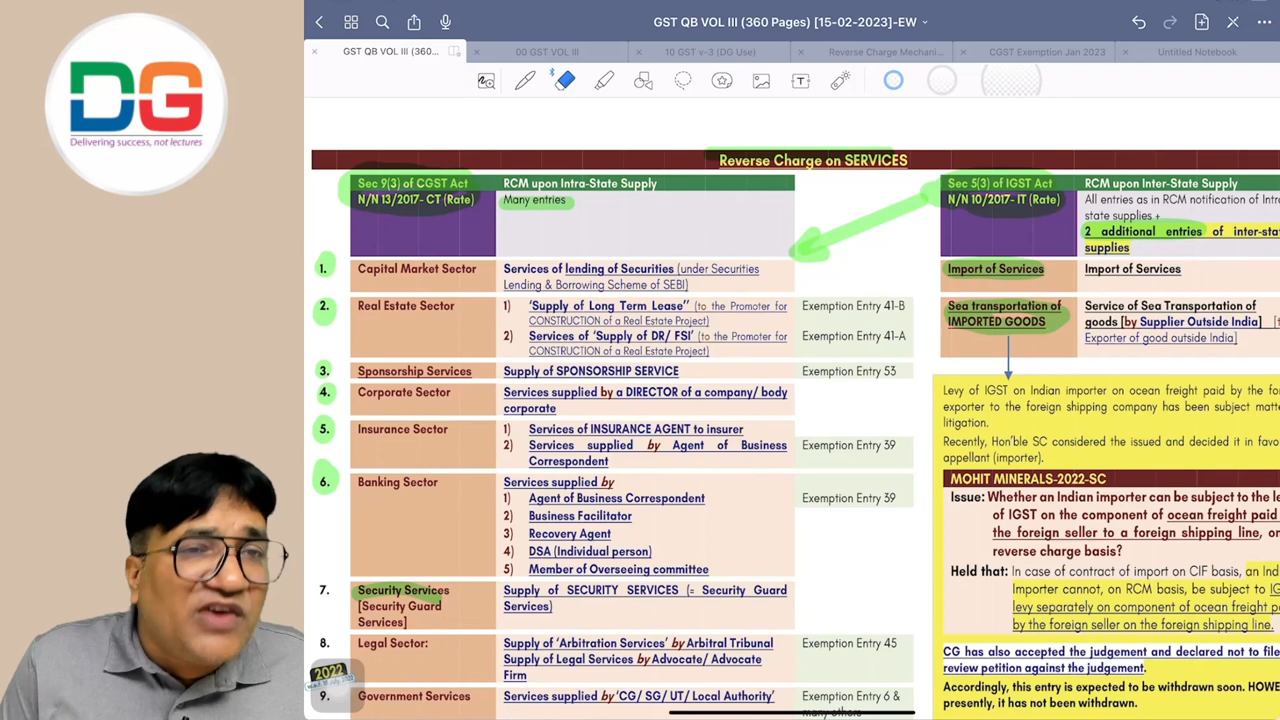 DG
Delivering success, not lectures
GST QB VOL III (360 Pages) [15-02-2023]-EW
GST QB VOL III (360...
00 GST VOL III
10 GST v-3 (DG Use)
Reverse Charge Mechani...
CGST Exemption Jan 2023
Untitled Notebook
Reverse Charge on SERVICES
Sec 9(3) of CGST Act
N/N 13/2017- CT (Rate)
RCM upon Intra-State Supply
Many entries
1.
Capital Market Sector
Services of lending of Securities (under Securities
Lending & Borrowing Scheme of SEBI)
2.
Real Estate Sector
1) 'Supply of Long Term Lease'' (to the Promoter for
CONSTRUCTION of a Real Estate Project)
Exemption Entry 41-B
2) Services of 'Supply of DR/ FSI' (to the Promoter for
CONSTRUCTION of a Real Estate Project)
Exemption Entry 41-A
3.
Sponsorship Services
Supply of SPONSORSHIP SERVICE
Exemption Entry 53
4.
Corporate Sector
Services supplied by a DIRECTOR of a company/ body
corporate
5.
Insurance Sector
1) Services of INSURANCE AGENT to insurer
2) Services supplied by Agent of Business
Correspondent
Exemption Entry 39
6.
Banking Sector
Services supplied by
1) Agent of Business Correspondent
Exemption Entry 39
2) Business Facilitator
3) Recovery Agent
4) DSA (Individual person)
5) Member of Overseeing committee
7.
Security Services
[Security Guard
Services]
Supply of SECURITY SERVICES (= Security Guard
Services)
8.
Legal Sector:
Supply of 'Arbitration Services' by Arbitral Tribunal
Supply of Legal Services by Advocate/ Advocate
Firm
Exemption Entry 45
2022
9.
Government Services
Services supplied by 'CG/ SG/ UT/ Local Authority'
Exemption Entry 6 &
many others
Sec 5(3) of IGST Act
N/N 10/2017- IT (Rate)
RCM upon Inter-State Supply
All entries as in RCM notification of Intra
state supplies +
2 additional entries of inter-sta
supplies
Import of Services
Import of Services
Sea transportation of
IMPORTED GOODS
Service of Sea Transportation of
goods [by Supplier Outside India] [t
Exporter of good outside India]
Levy of IGST on Indian importer on ocean freight paid by the fo
exporter to the foreign shipping company has been subject matte
litigation.
Recently, Hon'ble SC considered the issued and decided it in favo
appellant (importer).
MOHIT MINERALS-2022-SC
Issue: Whether an Indian importer can be subject to the le
of IGST on the component of ocean freight paid
the foreign seller to a foreign shipping line, on
reverse charge basis?
Held that: In case of contract of import on CIF basis, an Ind
Importer cannot, on RCM basis, be subject to IG
levy separately on component of ocean freight p
by the foreign seller on the foreign shipping line.
CG has also accepted the judgement and declared not to file
review petition against the judgement.
Accordingly, this entry is expected to be withdrawn soon. HOWE
presently, it has not been withdrawn.